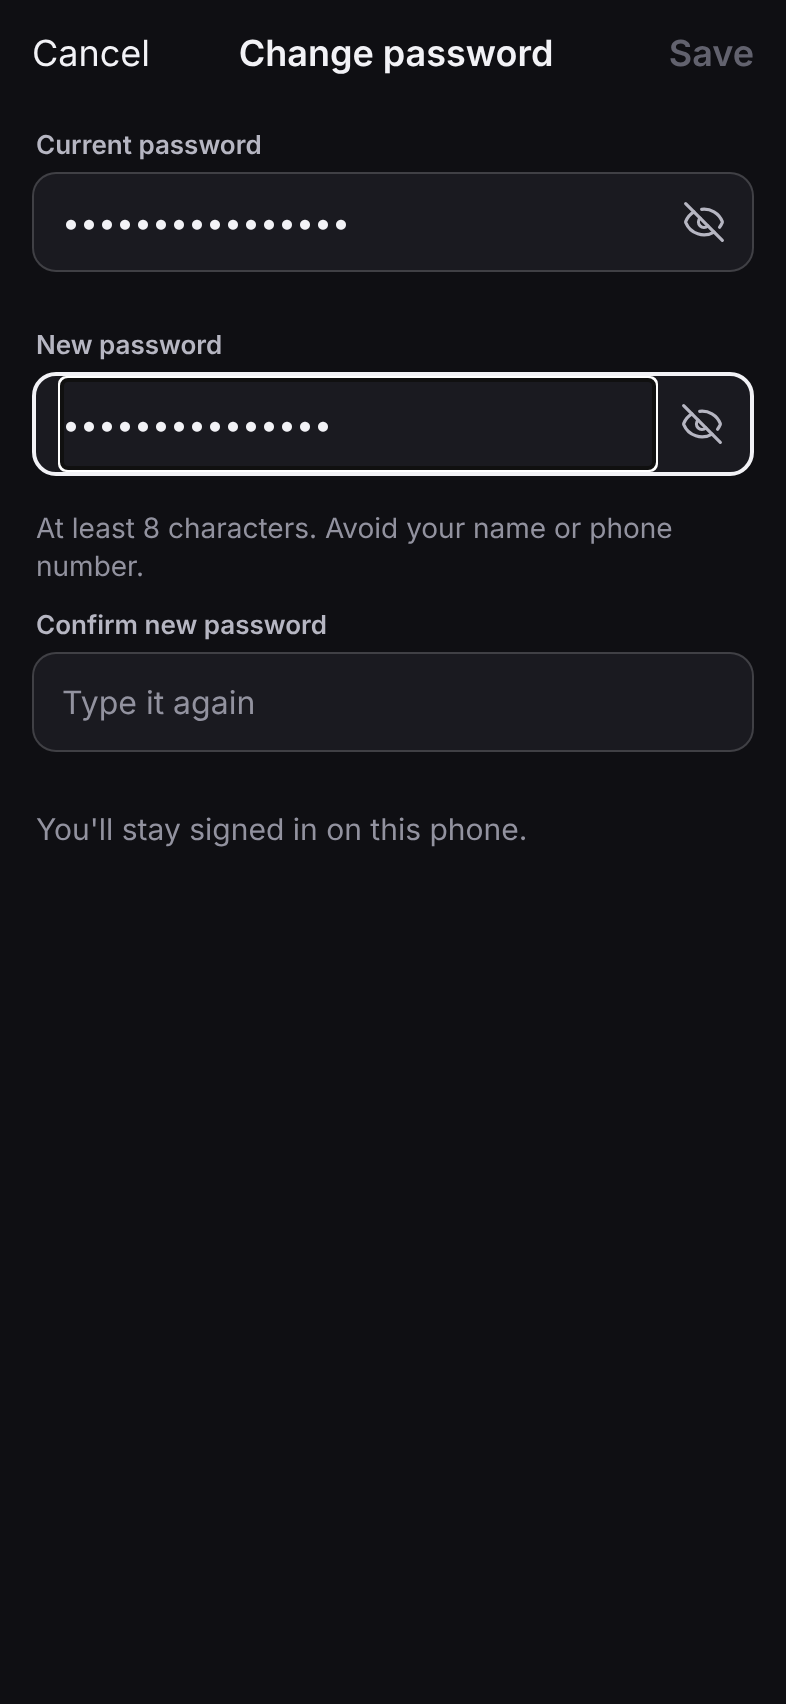 Cancel Change password Save
Current password
••••••••••••••••
New password
•••••••••••••••
At least 8 characters. Avoid your name or phone
number.
Confirm new password
Type it again
You'll stay signed in on this phone.